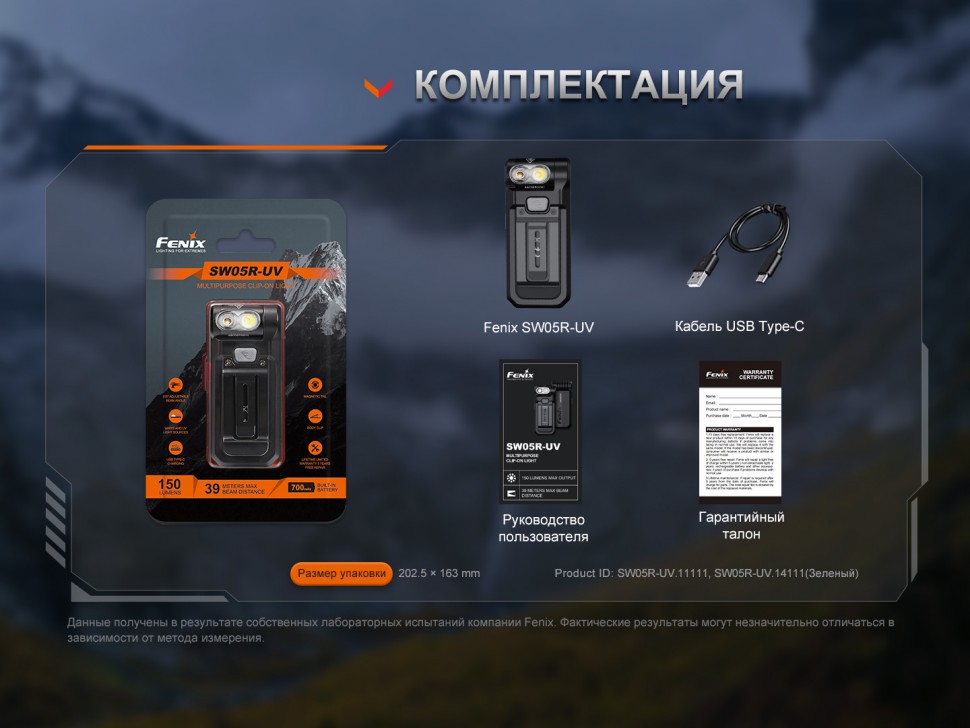 КОМПЛЕКТАЦИЯ
FENIX
LIGHTING FOR EXTREMES
SW05R-UV
MULTIPURPOSE CLIP-ON LIGHT
150
LUMENS
39 METERS MAX
BEAM DISTANCE
700mAh BUILT-IN
BATTERY
Fenix SW05R-UV
Кабель USB Type-C
FENIX
SW05R-UV
MULTIPURPOSE
CLIP-ON LIGHT
150 LUMENS MAX OUTPUT
39 METERS MAX BEAM
DISTANCE
Руководство
пользователя
FENIX
WARRANTY
CERTIFICATE
Name:
Email:
Product name:
Purchase date: Month Date
PRODUCT WARRANTY
Гарантийный
талон
Размер упаковки 202.5 × 163 mm
Product ID: SW05R-UV.11111, SW05R-UV.14111(Зеленый)
Данные получены в результате собственных лабораторных испытаний компании Fenix. Фактические результаты могут незначительно отличаться в
зависимости от метода измерения.